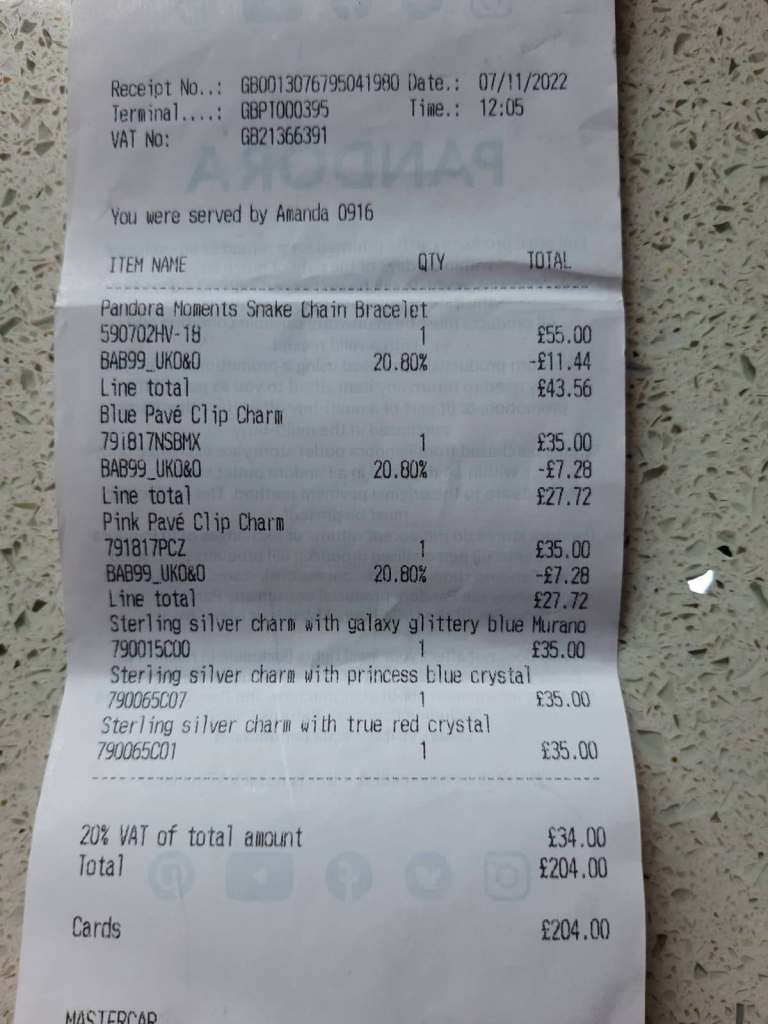 Receipt No..: GB0013076795041980 Date.: 07/11/2022
Terminal....: GBPT000395 Time.: 12:05
VAT No: GB21366391
PANDORA
You were served by Amanda 0916
ITEM NAME QTY TOTAL
Pandora Moments Snake Chain Bracelet
590702HV-18 1 £55.00
BAB99_UKO&O 20.80% -£11.44
Line total £43.56
Blue Pavé Clip Charm
791817NSBMX 1 £35.00
BAB99_UKO&O 20.80% -£7.28
Line total £27.72
Pink Pavé Clip Charm
791817PCZ 1 £35.00
BAB99_UKO&O 20.80% -£7.28
Line total £27.72
Sterling silver charm with galaxy glittery blue Murano
790015C00 1 £35.00
Sterling silver charm with princess blue crystal
790065C07 1 £35.00
Sterling silver charm with true red crystal
790065C01 1 £35.00
20% VAT of total amount £34.00
Total £204.00
Cards £204.00
MASTERCAR